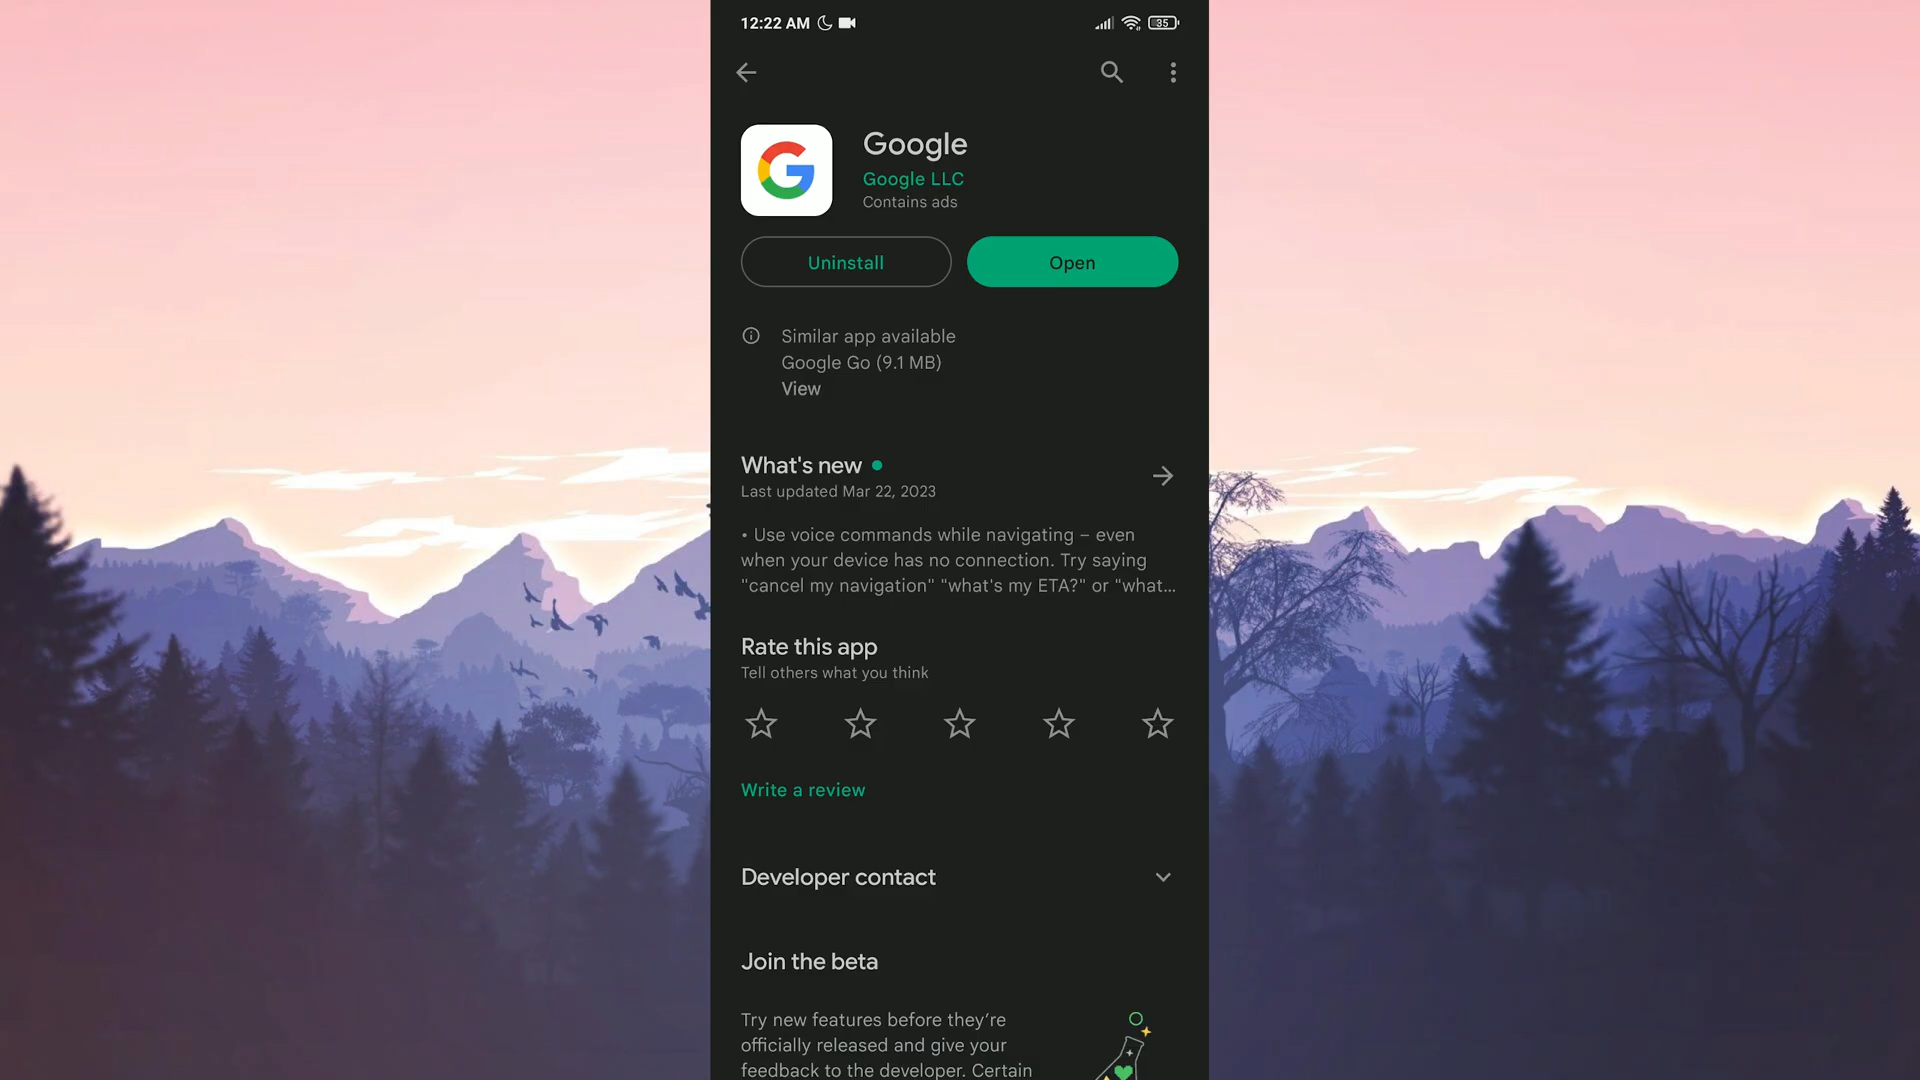 12:22 AM
35
Google
Google LLC
Contains ads
Uninstall
Open
Similar app available
Google Go (9.1 MB)
View
What's new
Last updated Mar 22, 2023
• Use voice commands while navigating – even
when your device has no connection. Try saying
"cancel my navigation" "what's my ETA?" or "what...
Rate this app
Tell others what you think
Write a review
Developer contact
Join the beta
Try new features before they're
officially released and give your
feedback to the developer. Certain